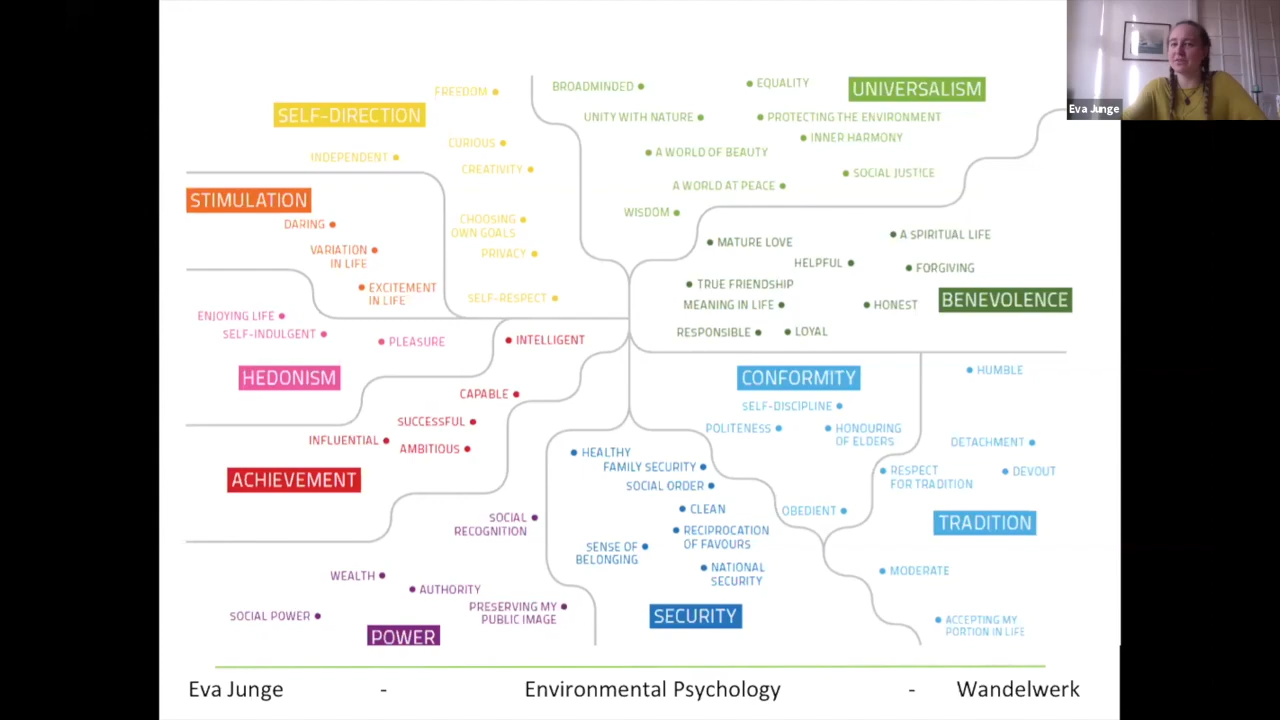 Eva Junge
SELF-DIRECTION
FREEDOM
INDEPENDENT
CURIOUS
CREATIVITY
CHOOSING
OWN GOALS
PRIVACY
SELF-RESPECT
STIMULATION
DARING
VARIATION
IN LIFE
EXCITEMENT
IN LIFE
ENJOYING LIFE
SELF-INDULGENT
PLEASURE
HEDONISM
INTELLIGENT
CAPABLE
SUCCESSFUL
INFLUENTIAL
AMBITIOUS
ACHIEVEMENT
SOCIAL
RECOGNITION
WEALTH
AUTHORITY
PRESERVING MY
PUBLIC IMAGE
SOCIAL POWER
POWER
BROADMINDED
EQUALITY
UNIVERSALISM
UNITY WITH NATURE
PROTECTING THE ENVIRONMENT
INNER HARMONY
A WORLD OF BEAUTY
SOCIAL JUSTICE
A WORLD AT PEACE
WISDOM
MATURE LOVE
A SPIRITUAL LIFE
HELPFUL
FORGIVING
TRUE FRIENDSHIP
MEANING IN LIFE
HONEST
BENEVOLENCE
RESPONSIBLE
LOYAL
CONFORMITY
SELF-DISCIPLINE
POLITENESS
HONOURING
OF ELDERS
OBEDIENT
HUMBLE
DETACHMENT
RESPECT
FOR TRADITION
DEVOUT
TRADITION
MODERATE
ACCEPTING MY
PORTION IN LIFE
HEALTHY
FAMILY SECURITY
SOCIAL ORDER
CLEAN
RECIPROCATION
OF FAVOURS
SENSE OF
BELONGING
NATIONAL
SECURITY
SECURITY
Eva Junge - Environmental Psychology - Wandelwerk